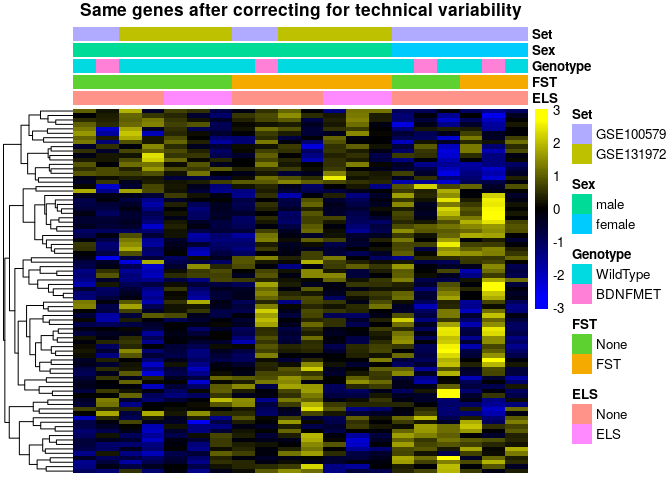 Same genes after correcting for technical variability
Set
Sex
Genotype
FST
ELS
3
2
1
0
-1
-2
-3
Set
GSE100579
GSE131972
Sex
male
female
Genotype
WildType
BDNFMET
FST
None
FST
ELS
None
ELS